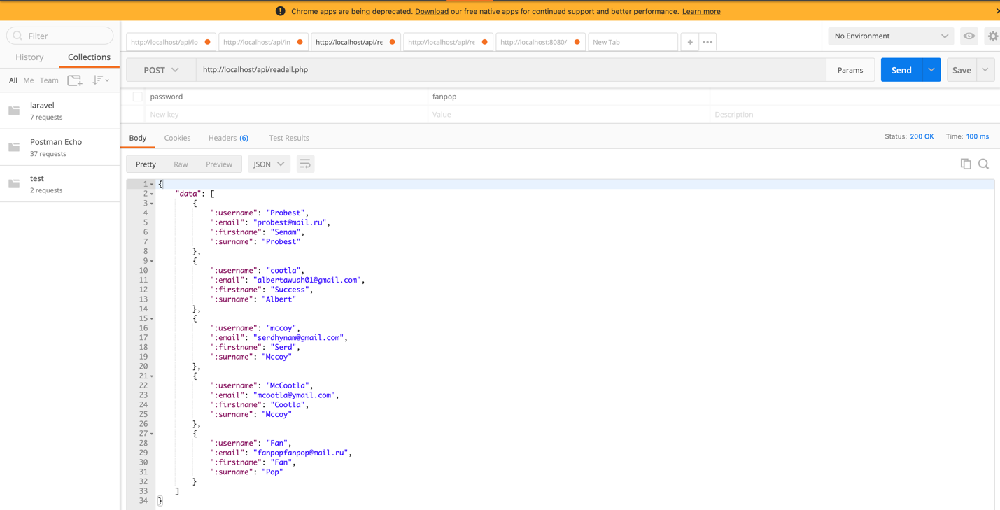 Chrome apps are being deprecated. Download our free native apps for continued support and better performance. Learn more
Filter
History Collections
All Me Team
laravel
7 requests
Postman Echo
37 requests
test
2 requests
http://localhost/api/lo http://localhost/api/in http://localhost/api/re http://localhost/api/re http://localhost:8080/ New Tab + •••
No Environment
POST http://localhost/api/readall.php Params Send Save
password fanpop
New key Value Description
Body Cookies Headers (6) Test Results Status: 200 OK Time: 100 ms
Pretty Raw Preview JSON
1 {
2 "data": [
3 {
4 ":username": "Probest",
5 ":email": "probest@mail.ru",
6 ":firstname": "Senam",
7 ":surname": "Probest"
8 },
9 {
10 ":username": "cootla",
11 ":email": "albertawuah01@gmail.com",
12 ":firstname": "Success",
13 ":surname": "Albert"
14 },
15 {
16 ":username": "mccoy",
17 ":email": "serdhynam@gmail.com",
18 ":firstname": "Serd",
19 ":surname": "Mccoy"
20 },
21 {
22 ":username": "McCootla",
23 ":email": "mcootla@ymail.com",
24 ":firstname": "Cootla",
25 ":surname": "Mccoy"
26 },
27 {
28 ":username": "Fan",
29 ":email": "fanpopfanpop@mail.ru",
30 ":firstname": "Fan",
31 ":surname": "Pop"
32 }
33 ]
34 }